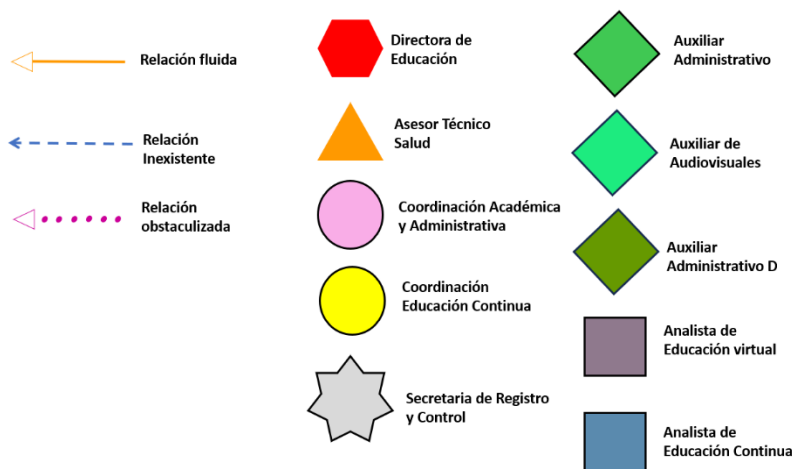 Relación fluida
Relación
Inexistente
Relación
obstaculizada
Directora de
Educación
Asesor Técnico
Salud
Coordinación Académica
y Administrativa
Coordinación
Educación Continua
Secretaria de Registro
y Control
Auxiliar
Administrativo
Auxiliar de
Audiovisuales
Auxiliar
Administrativo D
Analista de
Educación virtual
Analista de
Educación Continua